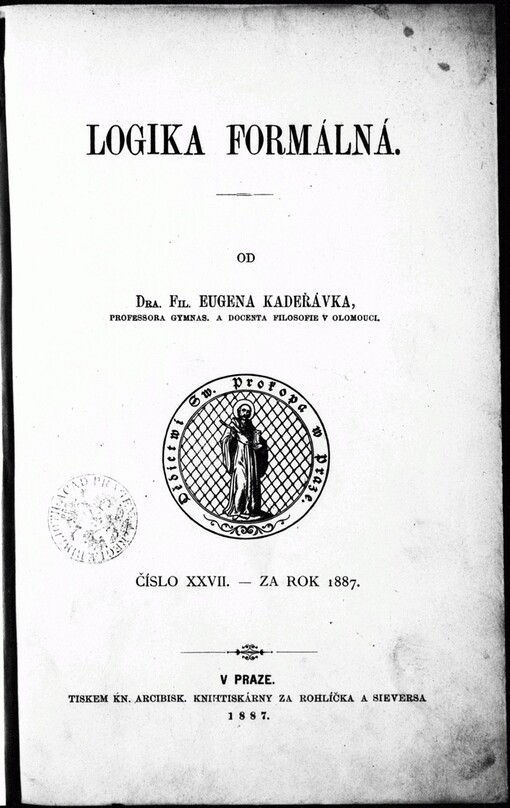 LOGIKA FORMÁLNÁ.
OD
DRA. FIL. EUGENA KADEŘÁVKA,
PROFESSORA GYMNAS. A DOCENTA FILOSOFIE V OLOMOUCI.
Dědictwí Sw. Prokopa w Praze.
ČÍSLO XXVII. — ZA ROK 1887.
V PRAZE.
TISKEM KN. ARCIBISK. KNIHTISKÁRNY ZA ROHLÍČKA A SIEVERSA
1887.